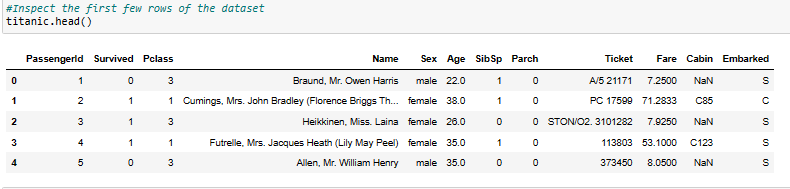 #Inspect the first few rows of the dataset
titanic.head()
PassengerId Survived Pclass Name Sex Age SibSp Parch Ticket Fare Cabin Embarked
0 1 0 3 Braund, Mr. Owen Harris male 22.0 1 0 A/5 21171 7.2500 NaN S
1 2 1 1 Cumings, Mrs. John Bradley (Florence Briggs Th... female 38.0 1 0 PC 17599 71.2833 C85 C
2 3 1 3 Heikkinen, Miss. Laina female 26.0 0 0 STON/O2. 3101282 7.9250 NaN S
3 4 1 1 Futrelle, Mrs. Jacques Heath (Lily May Peel) female 35.0 1 0 113803 53.1000 C123 S
4 5 0 3 Allen, Mr. William Henry male 35.0 0 0 373450 8.0500 NaN S